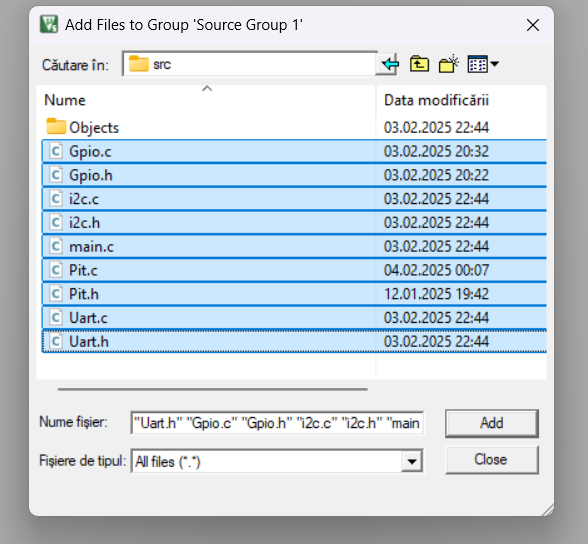 Add Files to Group 'Source Group 1'
Căutare în: src
Nume Data modificării
Objects 03.02.2025 22:44
Gpio.c 03.02.2025 20:32
Gpio.h 03.02.2025 20:22
i2c.c 03.02.2025 22:44
i2c.h 03.02.2025 22:44
main.c 03.02.2025 22:44
Pit.c 04.02.2025 00:07
Pit.h 12.01.2025 19:42
Uart.c 03.02.2025 22:44
Uart.h 03.02.2025 22:44
Nume fișier: "Uart.h" "Gpio.c" "Gpio.h" "i2c.c" "i2c.h" "main Add
Fișiere de tipul: All files (*.*) Close